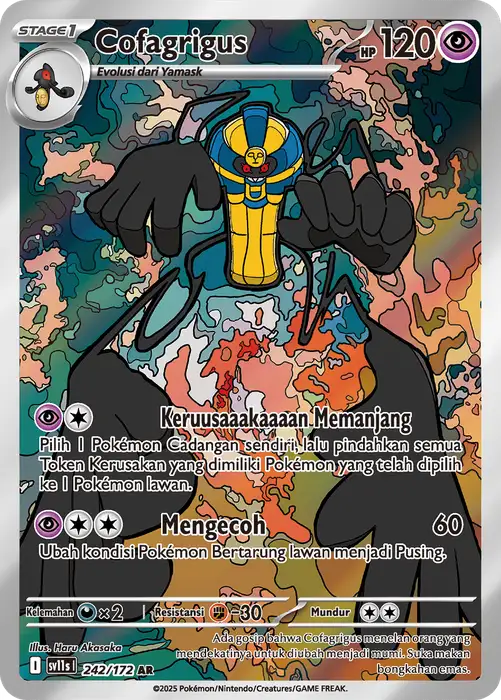 STAGE1
Cofagrigus
HP 120
Evolusi dari Yamask
Keruusaaakaaaan Memanjang
Pilih 1 Pokémon Cadangan sendiri, lalu pindahkan semua
Token Kerusakan yang dimiliki Pokémon yang telah dipilih
ke 1 Pokémon lawan.
Mengecoh 60
Ubah kondisi Pokémon Bertarung lawan menjadi Pusing.
Kelemahan ×2 Resistansi -30 Mundur
Illus. Haru Akasaka
I sv11s I 242/172 AR
Ada gosip bahwa Cofagrigus menelan orang yang
mendekatinya untuk diubah menjadi mumi. Suka makan
bongkahan emas.
©2025 Pokémon/Nintendo/Creatures/GAME FREAK.